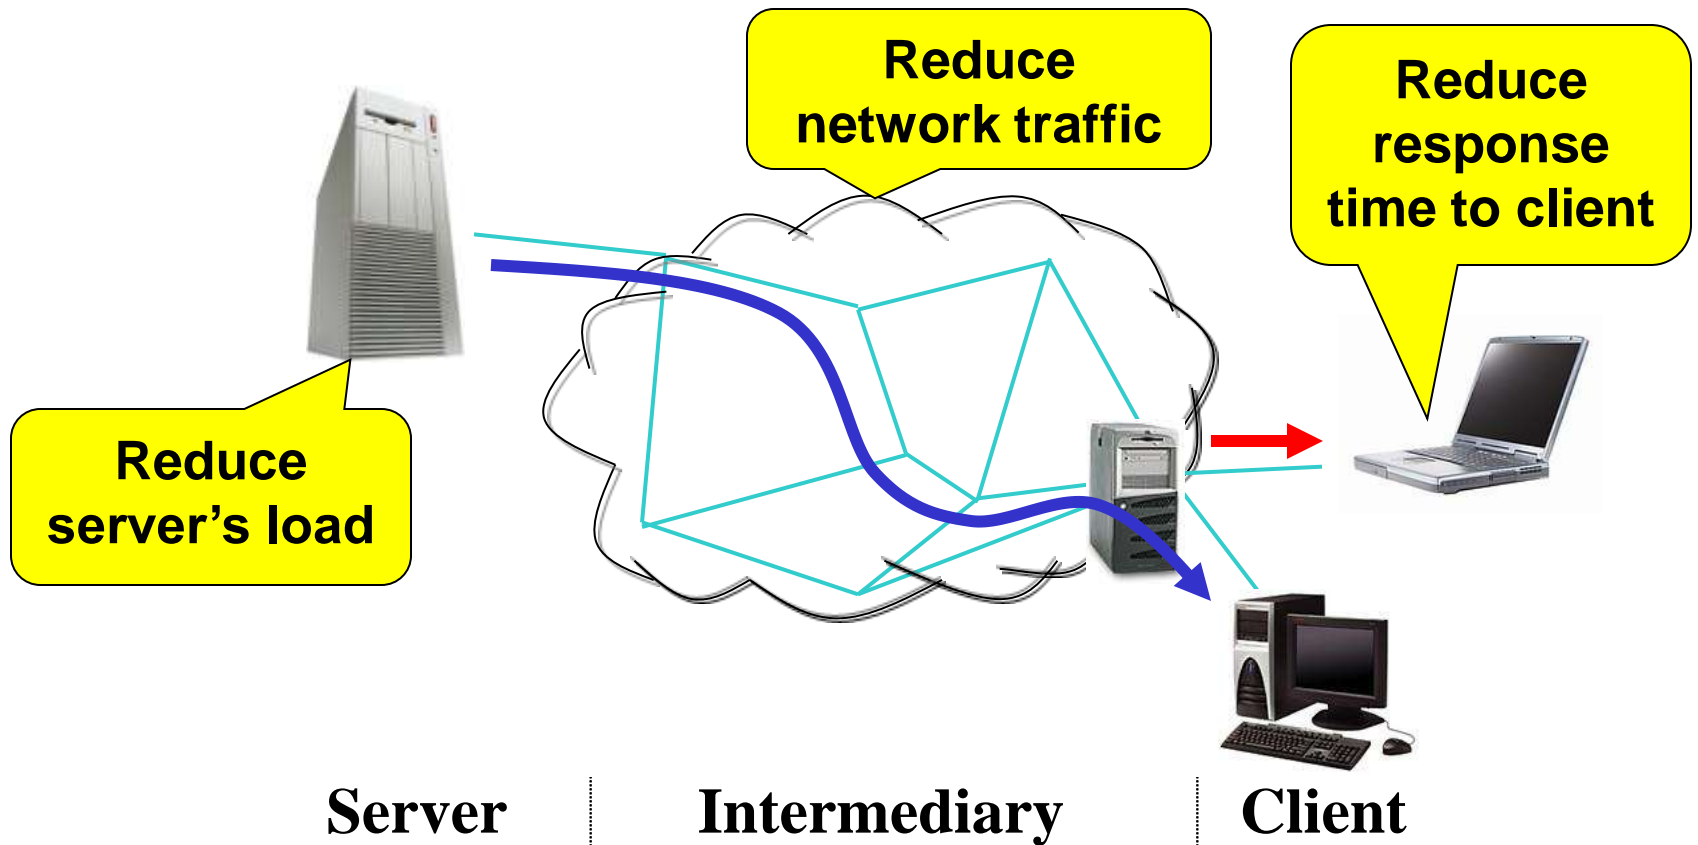 Reduce
network traffic
Reduce
response
time to client
Reduce
server’s load
Server
Intermediary
Client